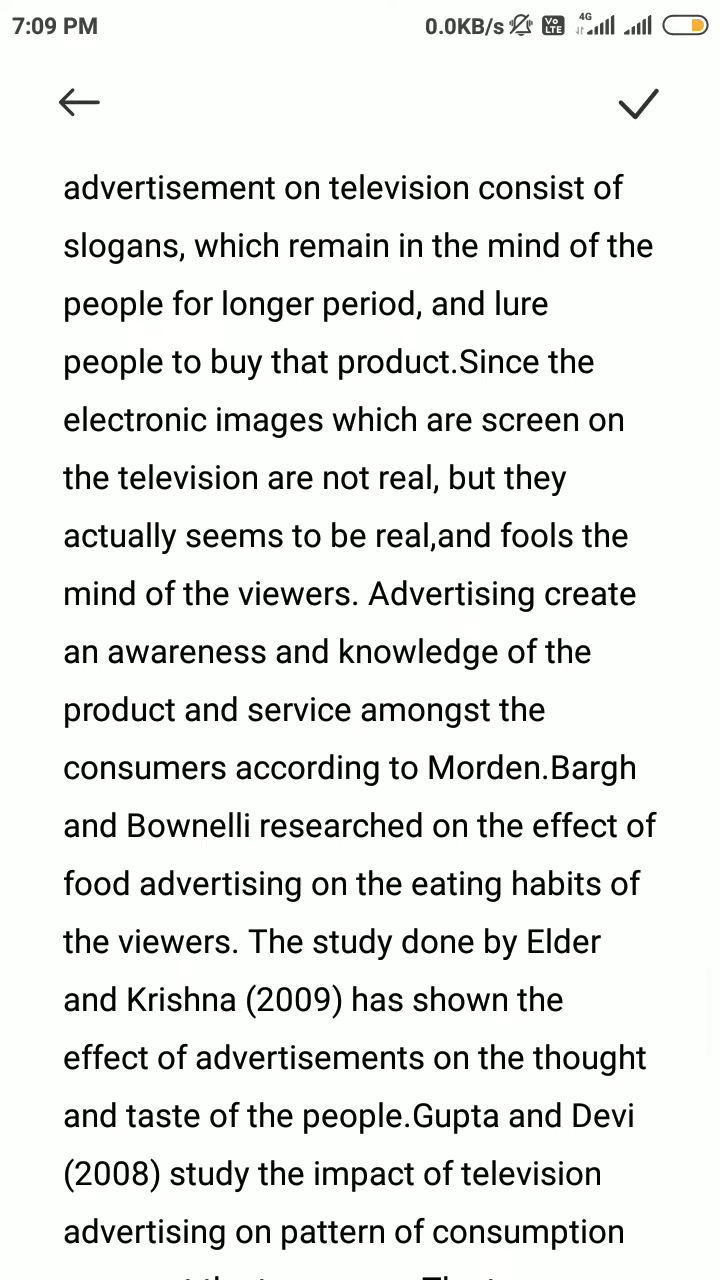 7:09 PM 0.0KB/s Vo LTE 4G
advertisement on television consist of
slogans, which remain in the mind of the
people for longer period, and lure
people to buy that product.Since the
electronic images which are screen on
the television are not real, but they
actually seems to be real,and fools the
mind of the viewers. Advertising create
an awareness and knowledge of the
product and service amongst the
consumers according to Morden.Bargh
and Bownelli researched on the effect of
food advertising on the eating habits of
the viewers. The study done by Elder
and Krishna (2009) has shown the
effect of advertisements on the thought
and taste of the people.Gupta and Devi
(2008) study the impact of television
advertising on pattern of consumption